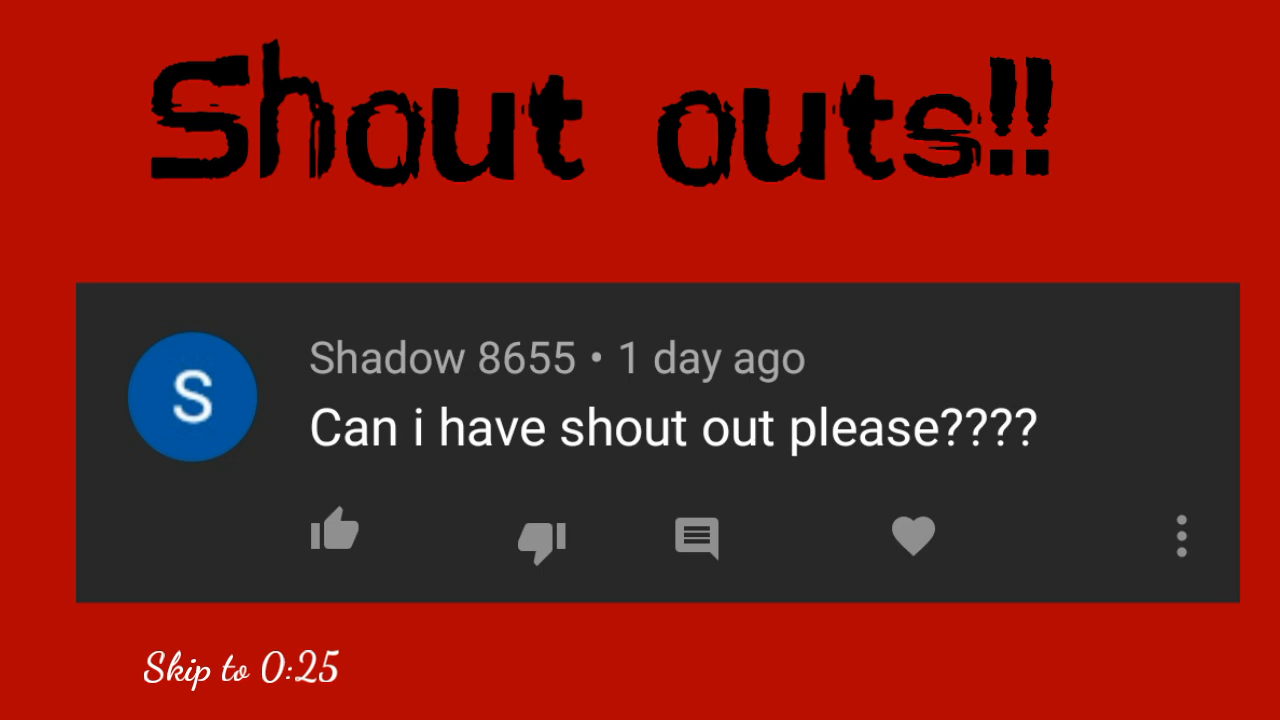 Shout outs!!
S
Shadow 8655 • 1 day ago
Can i have shout out please????
Skip to 0:25